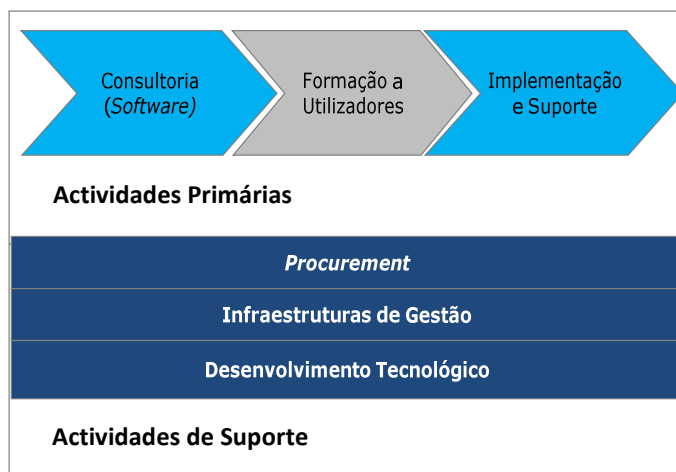 Consultoria
(Software)
Formação a
Utilizadores
Implementação
e Suporte
Actividades Primárias
Procurement
Infraestruturas de Gestão
Desenvolvimento Tecnológico
Actividades de Suporte